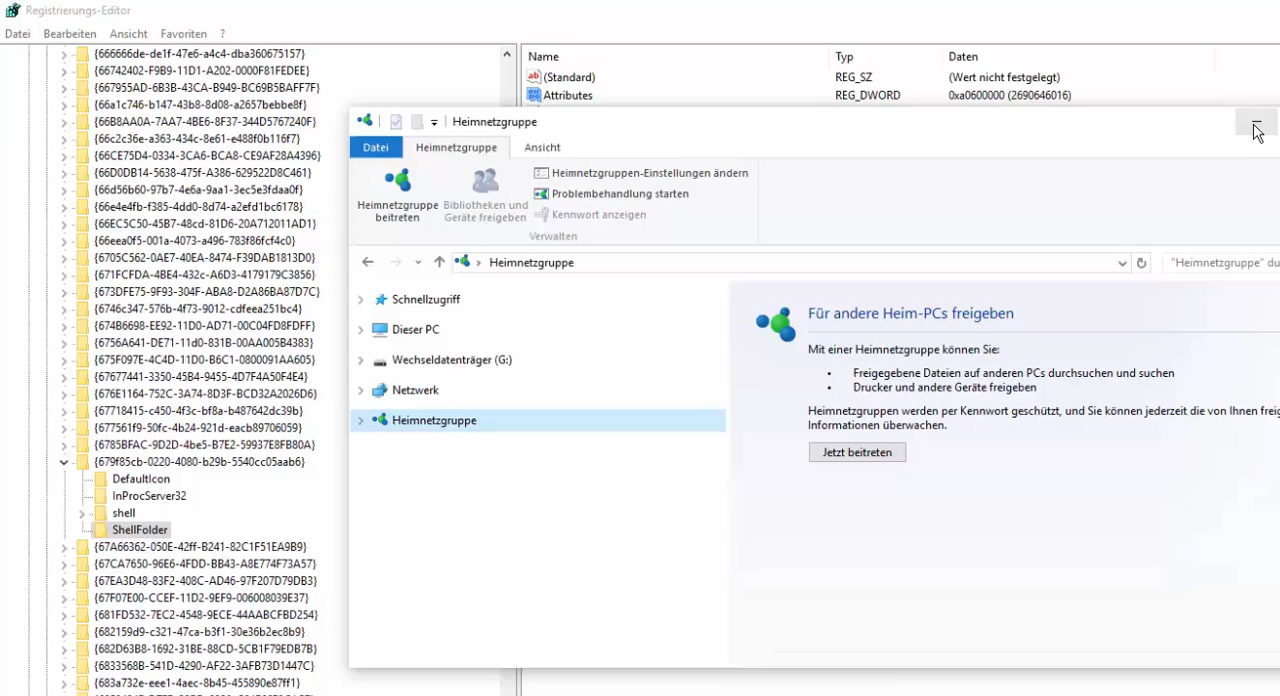 Registrierungs-Editor
Datei Bearbeiten Ansicht Favoriten ?
{666666de-de1f-47e6-a4c4-dba360675157}
{66742402-F9B9-11D1-A202-0000F81FEDEE}
{667955AD-6B3B-43CA-B949-BC69B5BAFF7F}
{66a1c746-b147-43b8-8d08-a2657bebbe8f}
{66B8AA0A-7AA7-4BE6-8F37-344D5767240F}
{66c2c36e-a363-434c-8e61-e488f0b116f7}
{66CE75D4-0334-3CA6-BCA8-CE9AF28A4396}
{66D0DB14-5638-475F-A386-629522D8C461}
{66d56b60-97b7-4e6a-9aa1-3ec5e3fdaa0f}
{66e4e4fb-f385-4dd0-8d74-a2efd1bc6178}
{66EC5C50-45B7-48cd-81D6-20A712011AD1}
{66eea0f5-001a-4073-a496-783f86fcf4c0}
{6705C562-0AE7-40EA-8474-F39DAB1813D0}
{671FCFDA-4BE4-432c-A6D3-4179179C3856}
{673DFE75-9F93-304F-ABA8-D2A86BA87D7C}
{6746c347-576b-4f73-9012-cdfeea251bc4}
{674B6698-EE92-11D0-AD71-00C04FD8FDFF}
{6756A641-DE71-11d0-831B-00AA005B4383}
{675F097E-4C4D-11D0-B6C1-0800091AA605}
{67677441-3350-45B4-9455-4D7F4A50F4E4}
{676E1164-752C-3A74-8D3F-BCD32A2026D6}
{67718415-c450-4f3c-bf8a-b487642dc39b}
{677561f9-50fc-4b24-921d-eacb89706059}
{6785BFAC-9D2D-4be5-B7E2-59937E8FB80A}
{679f85cb-0220-4080-b29b-5540cc05aab6}
DefaultIcon
InProcServer32
shell
ShellFolder
{67A66362-050E-42ff-B241-82C1F51EA9B9}
{67CA7650-96E6-4FDD-BB43-A8E774F73A57}
{67EA3D48-83F2-408C-AD46-97F207D79DB3}
{67F07E00-CCEF-11D2-9EF9-006008039E37}
{681FD532-7EC2-4548-9ECE-44AABCFBD254}
{682159d9-c321-47ca-b3f1-30e36b2ec8b9}
{682D63B8-1692-31BE-88CD-5CB1F79EDB7B}
{6833568B-541D-4290-AF22-3AFB73D1447C}
{683a732e-eee1-4aec-8b45-455890e87ff1}
Name Typ Daten
(Standard) REG_SZ (Wert nicht festgelegt)
Attributes REG_DWORD 0xa0600000 (2690646016)
Heimnetzgruppe
Datei Heimnetzgruppe Ansicht
Heimnetzgruppe
beitreten
Bibliotheken und
Geräte freigeben
Heimnetzgruppen-Einstellungen ändern
Problembehandlung starten
Kennwort anzeigen
Verwalten
Heimnetzgruppe
"Heimnetzgruppe" du
Schnellzugriff
Dieser PC
Wechseldatenträger (G:)
Netzwerk
Heimnetzgruppe
Für andere Heim-PCs freigeben
Mit einer Heimnetzgruppe können Sie:
• Freigegebene Dateien auf anderen PCs durchsuchen und suchen
• Drucker und andere Geräte freigeben
Heimnetzgruppen werden per Kennwort geschützt, und Sie können jederzeit die von Ihnen freig
Informationen überwachen.
Jetzt beitreten